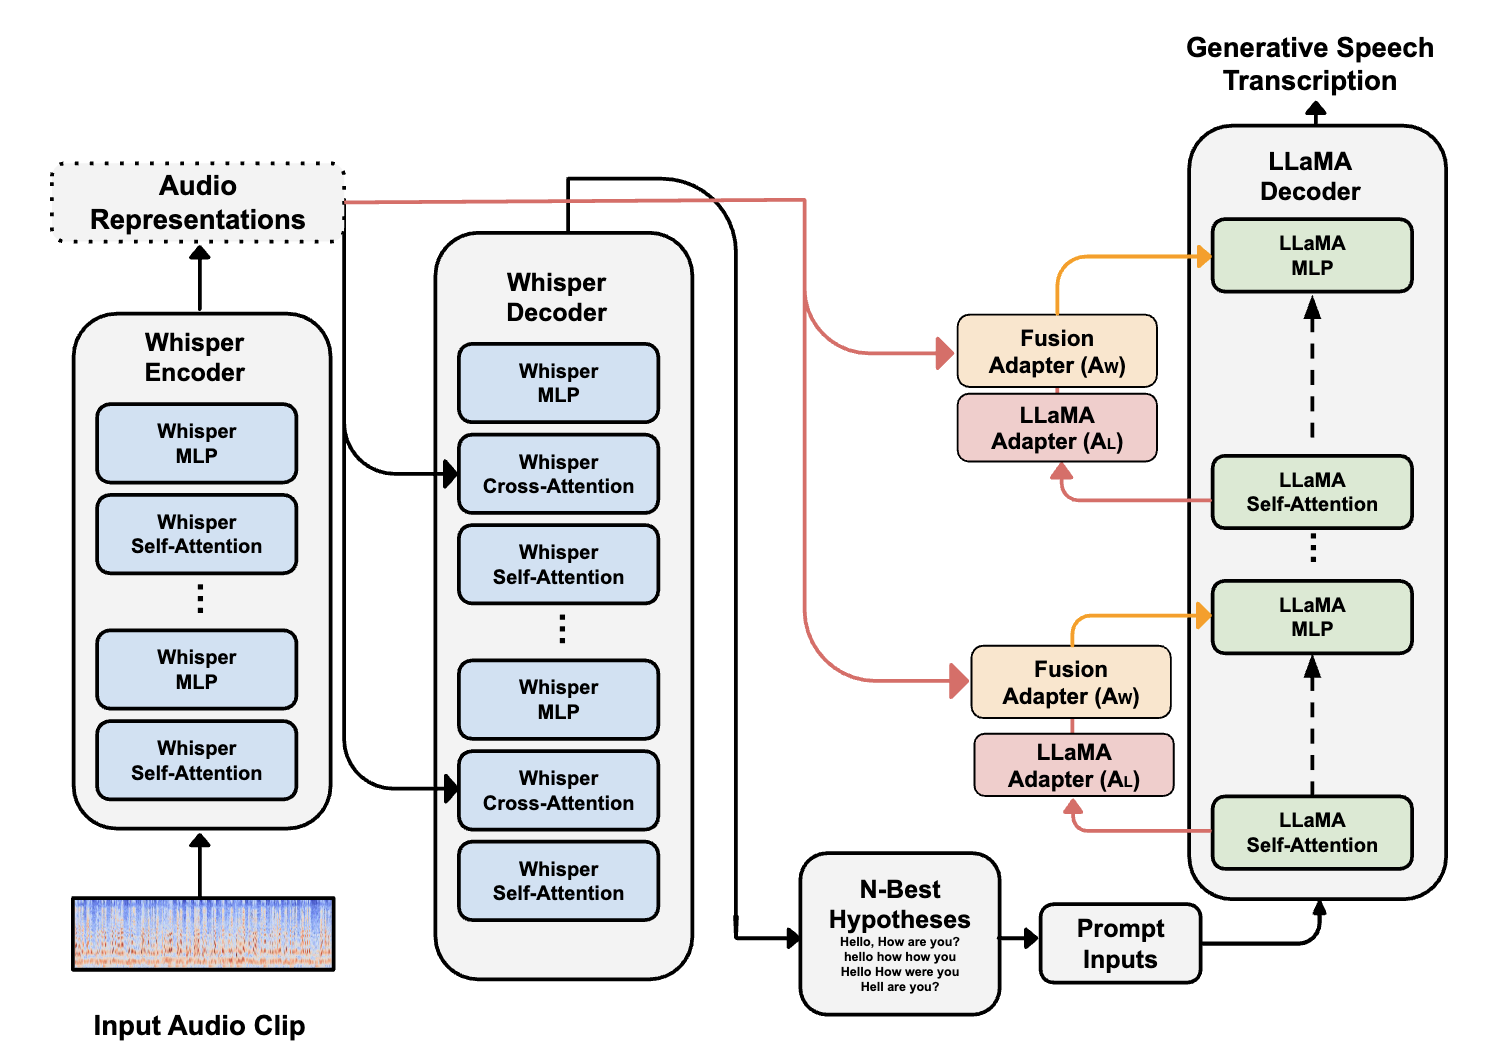 Generative Speech
Transcription
Audio
Representations
Whisper
Encoder
Whisper
MLP
Whisper
Self-Attention
Whisper
MLP
Whisper
Self-Attention
Input Audio Clip
Whisper
Decoder
Whisper
MLP
Whisper
Cross-Attention
Whisper
Self-Attention
Whisper
MLP
Whisper
Cross-Attention
Whisper
Self-Attention
N-Best
Hypotheses
Hello, How are you?
hello how how you
Hello How were you
Hell are you?
Prompt
Inputs
Fusion
Adapter (Aw)
LLaMA
Adapter (AL)
Fusion
Adapter (Aw)
LLaMA
Adapter (AL)
LLaMA
Decoder
LLaMA
MLP
LLaMA
Self-Attention
LLaMA
MLP
LLaMA
Self-Attention